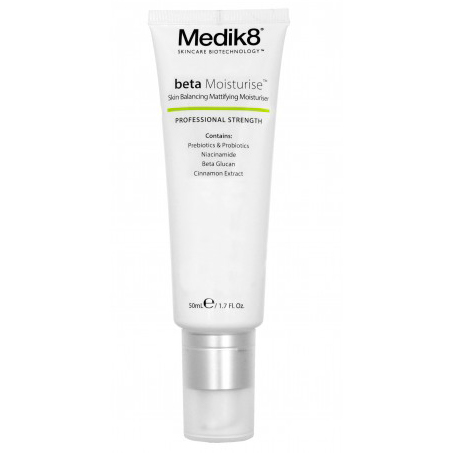 Medik8®
SKINCARE BIOTECHNOLOGY™
beta Moisturise™
Skin Balancing Mattifying Moisturiser
PROFESSIONAL STRENGTH
Contains:
Prebiotics & Probiotics
Niacinamide
Beta Glucan
Cinnamon Extract
50mL℮/1.7 Fl. Oz.